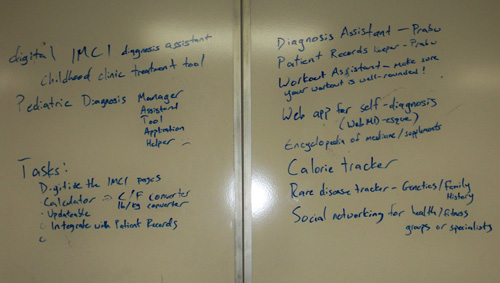 digital IMCI diagnosis assistant
childhood clinic treatment tool
Pediatric Diagnosis Manager
Assistant
Tool
Application
Helper
Tasks:
Digitize the IMCI pages
Calculator → C/F converter
lb/kg converter
Updateable
Integrate with Patient Records
Diagnosis Assistant — Prabu
Patient Records keeper - Prabu
Workout Assistant — make sure
your workout is well-rounded!
Web app for self-diagnosis
(WebMD-esque)
Encyclopedia of medicine/supplements
Calorie tracker
Rare disease tracker - Genetics/Family
History
Social networking for health/fitness
groups or specialists